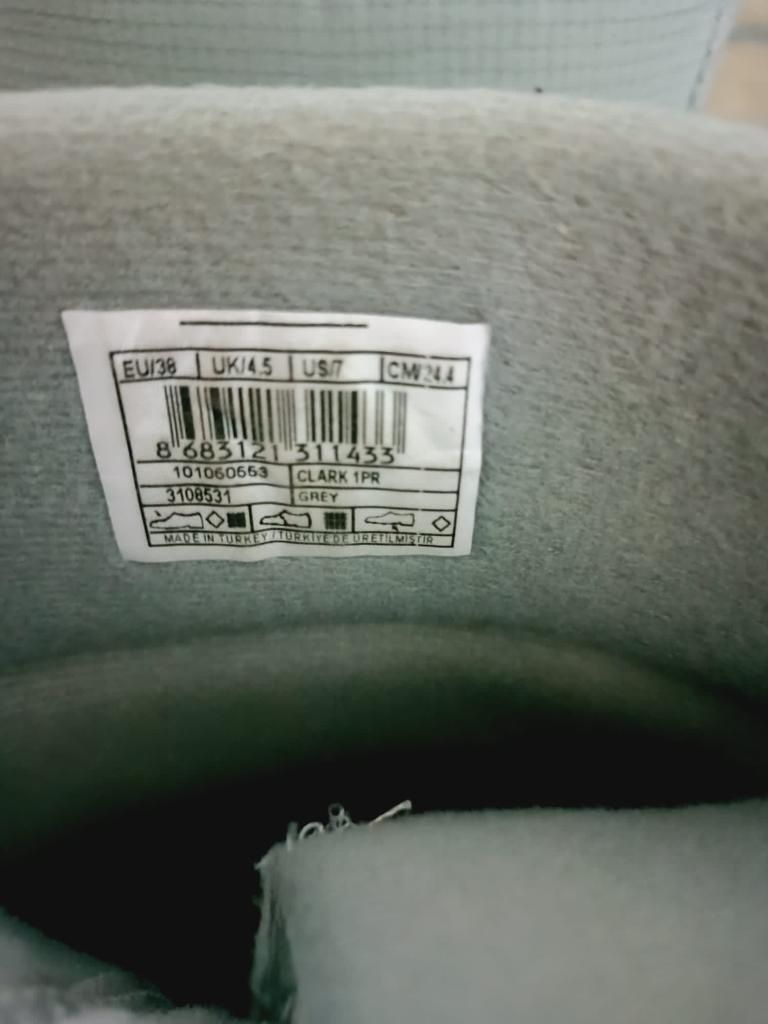 EU/38 UK/4.5 US/7 CM/24.4
8 683121 311433
101060553 CLARK 1PR
3108531 GREY
MADE IN TURKEY / TÜRKİYE'DE ÜRETİLMİŞTİR